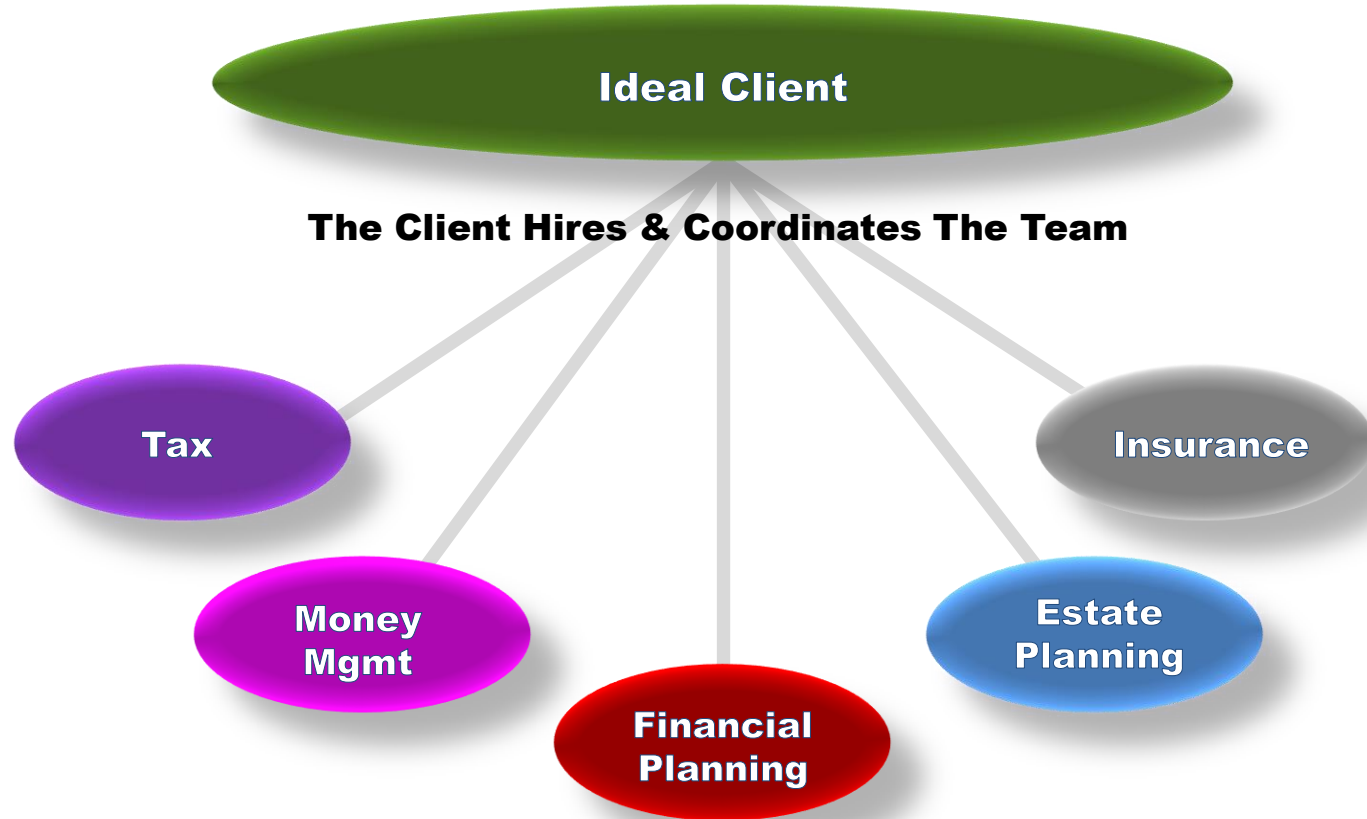 Ideal Client
The Client Hires & Coordinates The Team
Tax
Insurance
Money
Mgmt
Estate
Planning
Financial
Planning